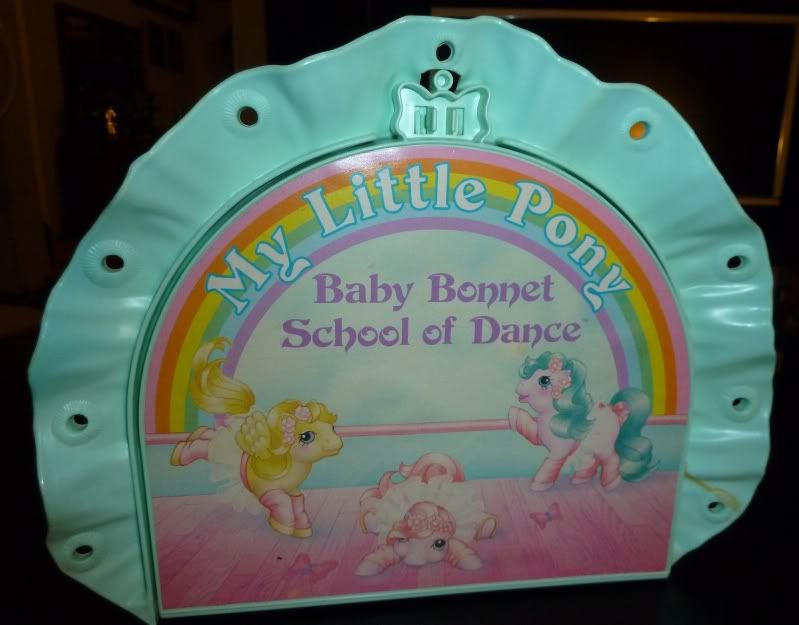 My Little Pony
Baby Bonnet
School of Dance